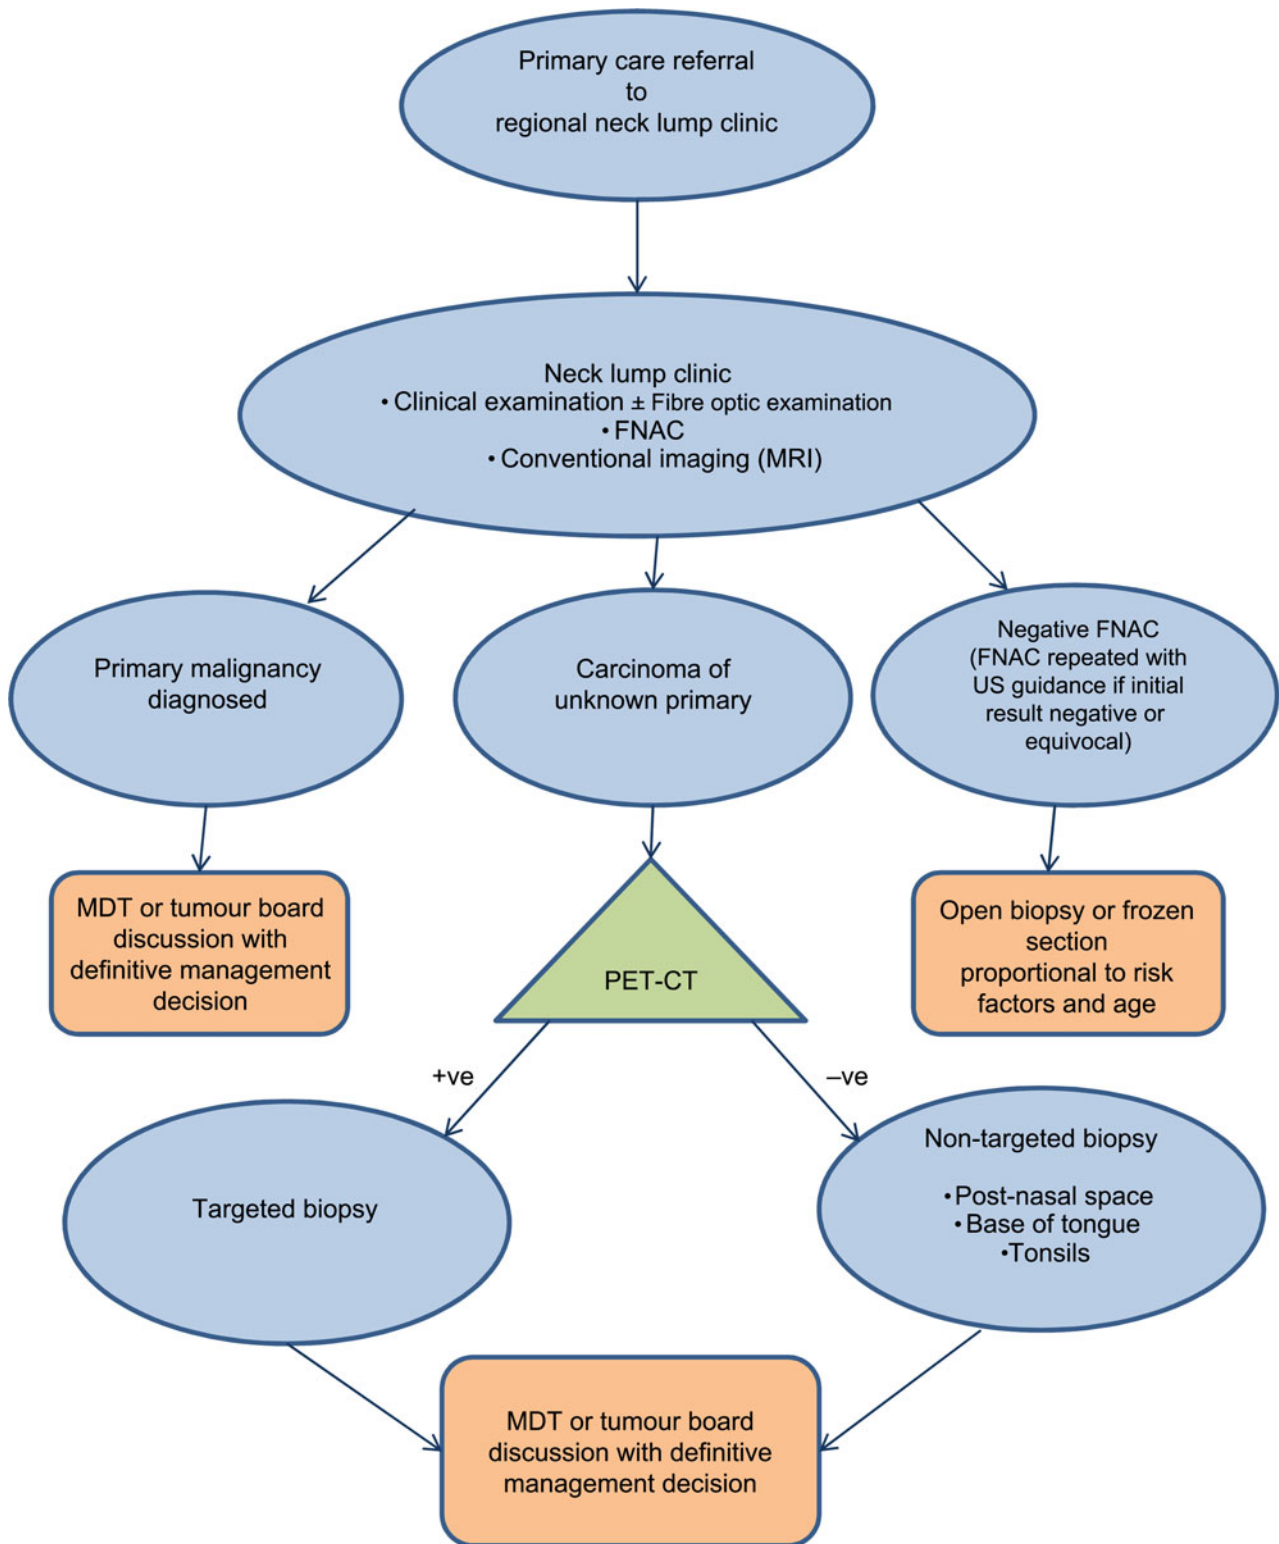 Primary care referral
to
regional neck lump clinic
Neck lump clinic
• Clinical examination ± Fibre optic examination
• FNAC
• Conventional imaging (MRI)
Primary malignancy
diagnosed
Carcinoma of
unknown primary
Negative FNAC
(FNAC repeated with
US guidance if initial
result negative or
equivocal)
MDT or tumour board
discussion with
definitive management
decision
PET-CT
Open biopsy or frozen
section
proportional to risk
factors and age
+ve
–ve
Targeted biopsy
Non-targeted biopsy
•Post-nasal space
•Base of tongue
•Tonsils
MDT or tumour board
discussion with definitive
management decision